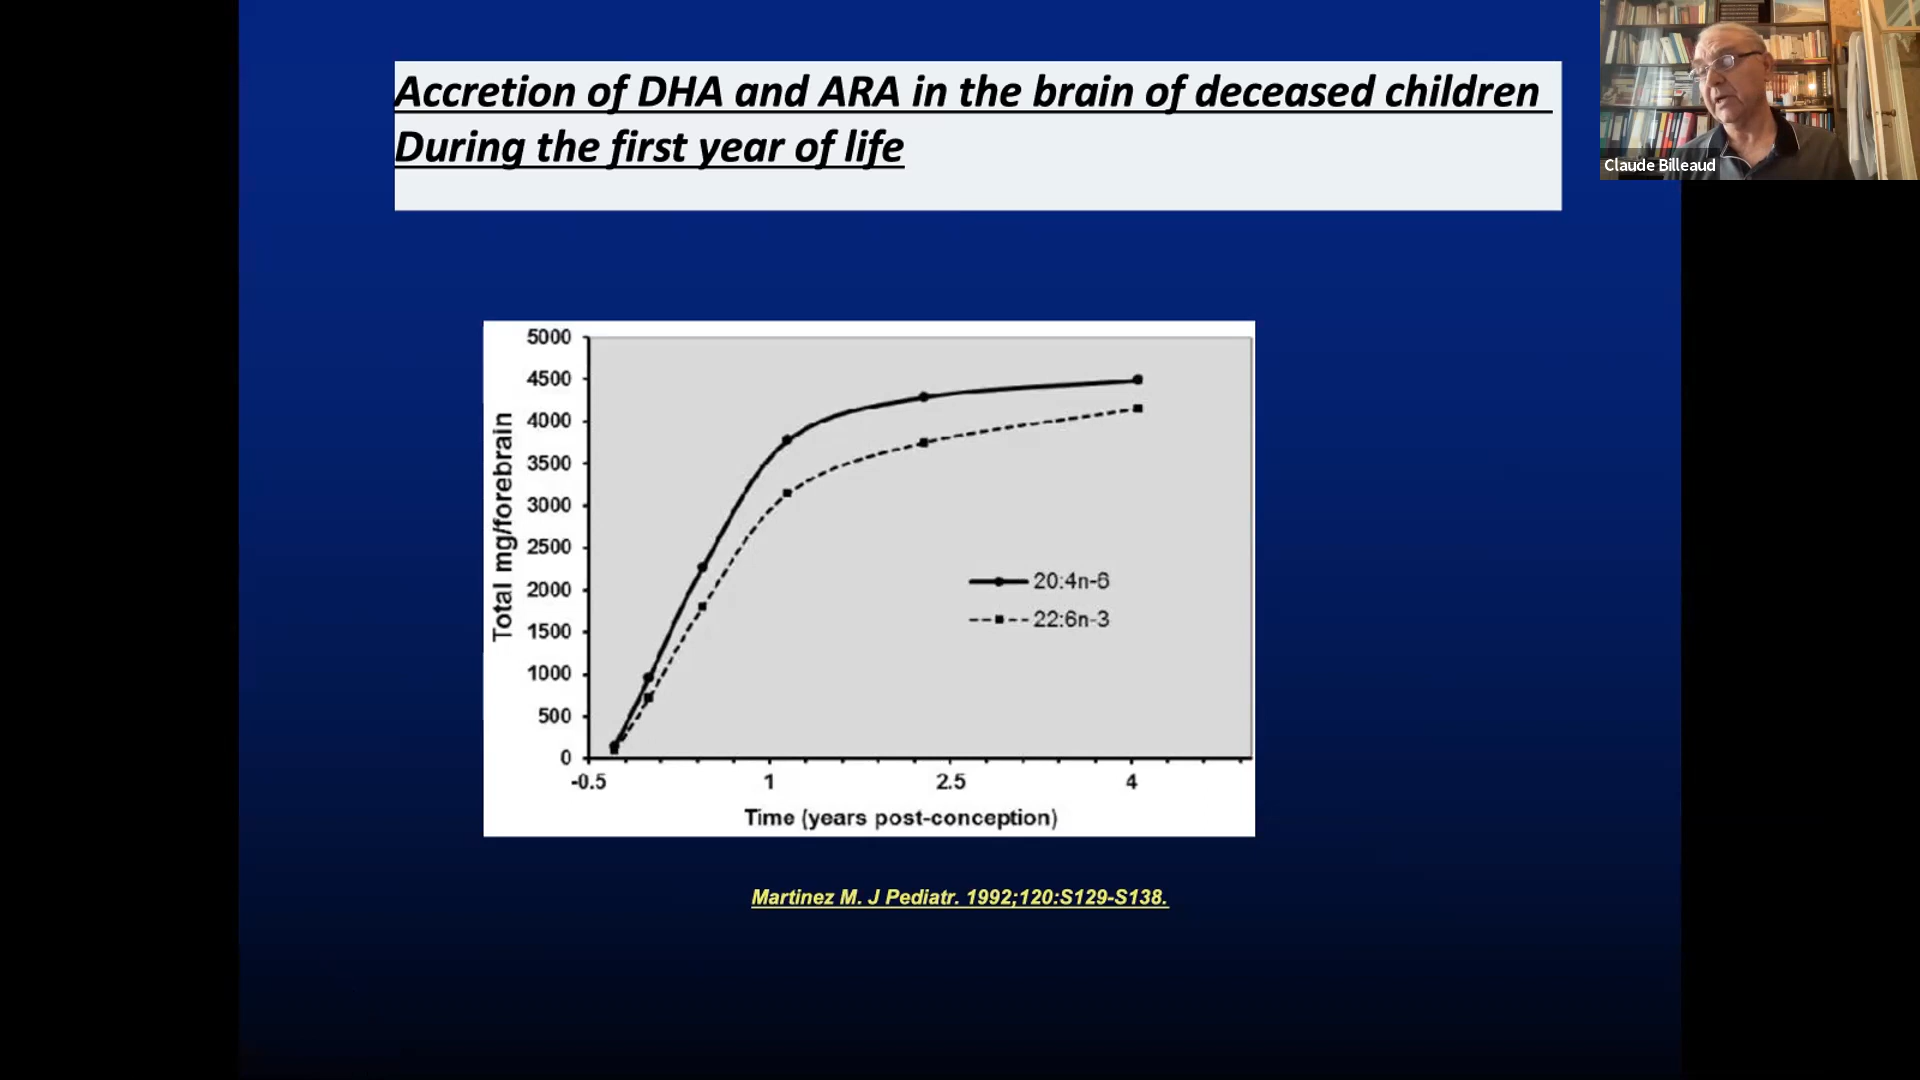 Accretion of DHA and ARA in the brain of deceased children
During the first year of life
Claude Billeaud
5000
4500
4000
3500
3000
2500
2000
1500
1000
500
0
Total mg/forebrain
20:4n-6
22:6n-3
-0.5 1 2.5 4
Time (years post-conception)
Martinez M. J Pediatr. 1992;120:S129-S138.